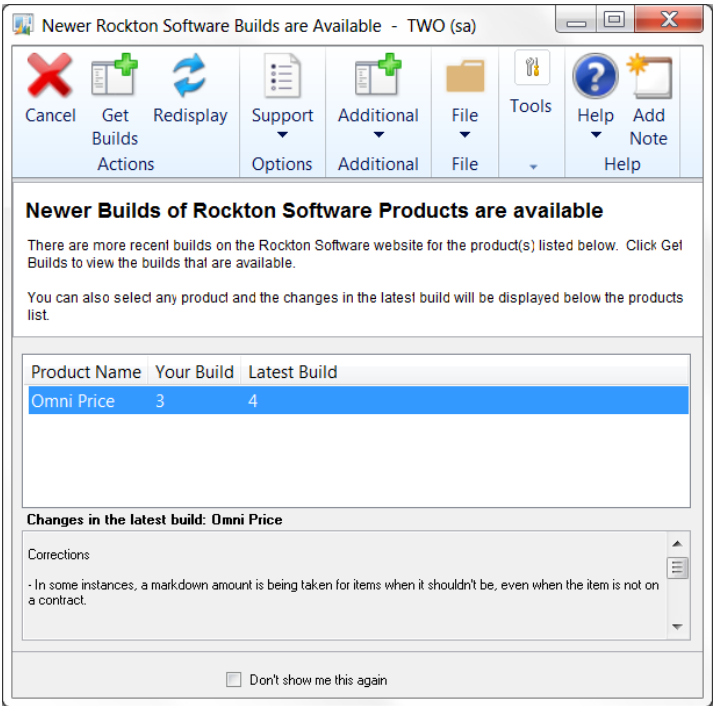 Newer Rockton Software Builds are Available - TWO (sa)
Cancel Get Builds Redisplay Support Additional File Tools Help Add Note
Actions Options Additional File Help
Newer Builds of Rockton Software Products are available
There are more recent builds on the Rockton Software website for the product(s) listed below. Click Get
Builds to view the builds that are available.
You can also select any product and the changes in the latest build will be displayed below the products
list.
Product Name Your Build Latest Build
Omni Price 3 4
Changes in the latest build: Omni Price
Corrections
- In some instances, a markdown amount is being taken for items when it shouldn't be, even when the item is not on
a contract.
Don't show me this again